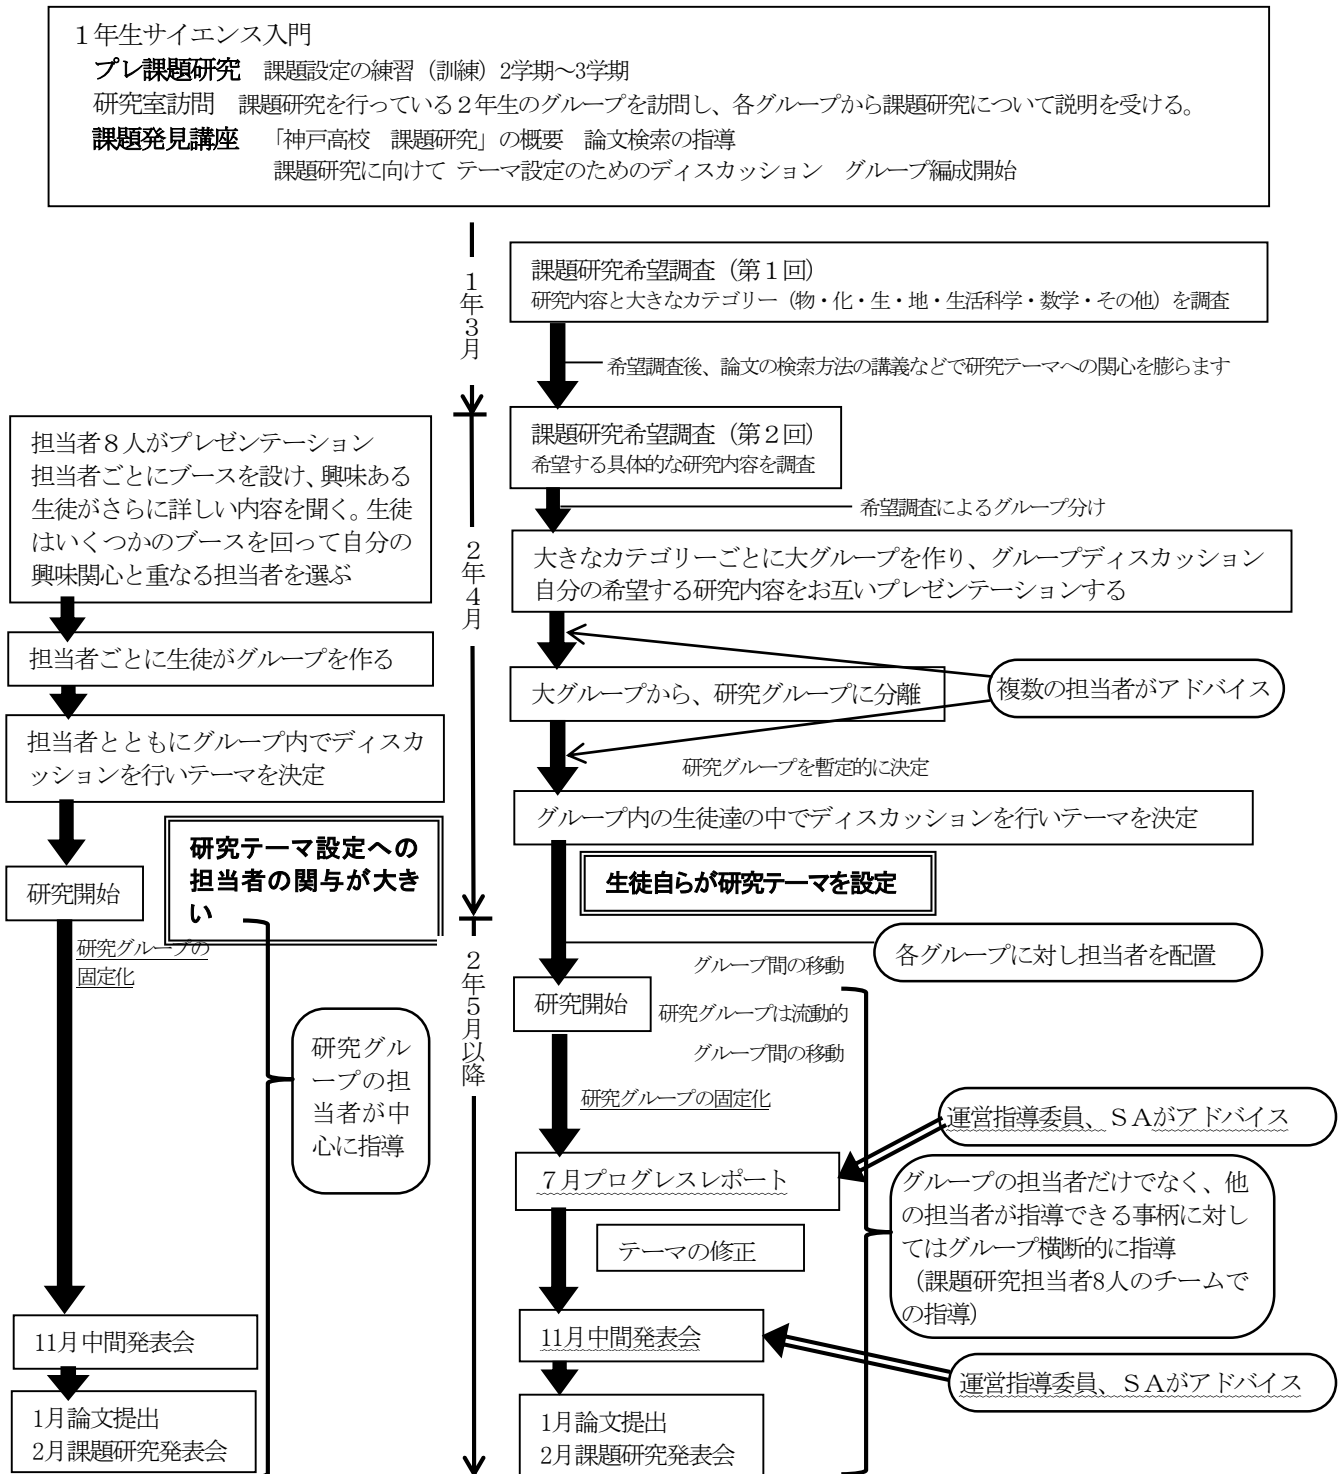 １年生サイエンス入門
プレ課題研究　課題設定の練習（訓練）2学期～3学期
研究室訪問　課題研究を行っている２年生のグループを訪問し、各グループから課題研究について説明を受ける。
課題発見講座　「神戸高校　課題研究」の概要　論文検索の指導
課題研究に向けて テーマ設定のためのディスカッション　グループ編成開始
１年３月
課題研究希望調査（第１回）
研究内容と大きなカテゴリー（物・化・生・地・生活科学・数学・その他）を調査
希望調査後、論文の検索方法の講義などで研究テーマへの関心を膨らます
担当者８人がプレゼンテーション
担当者ごとにブースを設け、興味ある
生徒がさらに詳しい内容を聞く。生徒
はいくつかのブースを回って自分の
興味関心と重なる担当者を選ぶ
担当者ごとに生徒がグループを作る
担当者とともにグループ内でディスカ
ッションを行いテーマを決定
研究開始
研究テーマ設定への
担当者の関与が大き
い
研究グループの
固定化
研究グル
ープの担
当者が中
心に指導
11月中間発表会
1月論文提出
2月課題研究発表会
２年４月
２年５月以降
課題研究希望調査（第２回）
希望する具体的な研究内容を調査
希望調査によるグループ分け
大きなカテゴリーごとに大グループを作り、グループディスカッション
自分の希望する研究内容をお互いプレゼンテーションする
大グループから、研究グループに分離
複数の担当者がアドバイス
研究グループを暫定的に決定
グループ内の生徒達の中でディスカッションを行いテーマを決定
生徒自らが研究テーマを設定
各グループに対し担当者を配置
グループ間の移動
研究開始
研究グループは流動的
グループ間の移動
研究グループの固定化
運営指導委員、ＳＡがアドバイス
７月プログレスレポート
グループの担当者だけでなく、他
の担当者が指導できる事柄に対し
てはグループ横断的に指導
（課題研究担当者8人のチームで
の指導）
テーマの修正
11月中間発表会
運営指導委員、ＳＡがアドバイス
1月論文提出
2月課題研究発表会